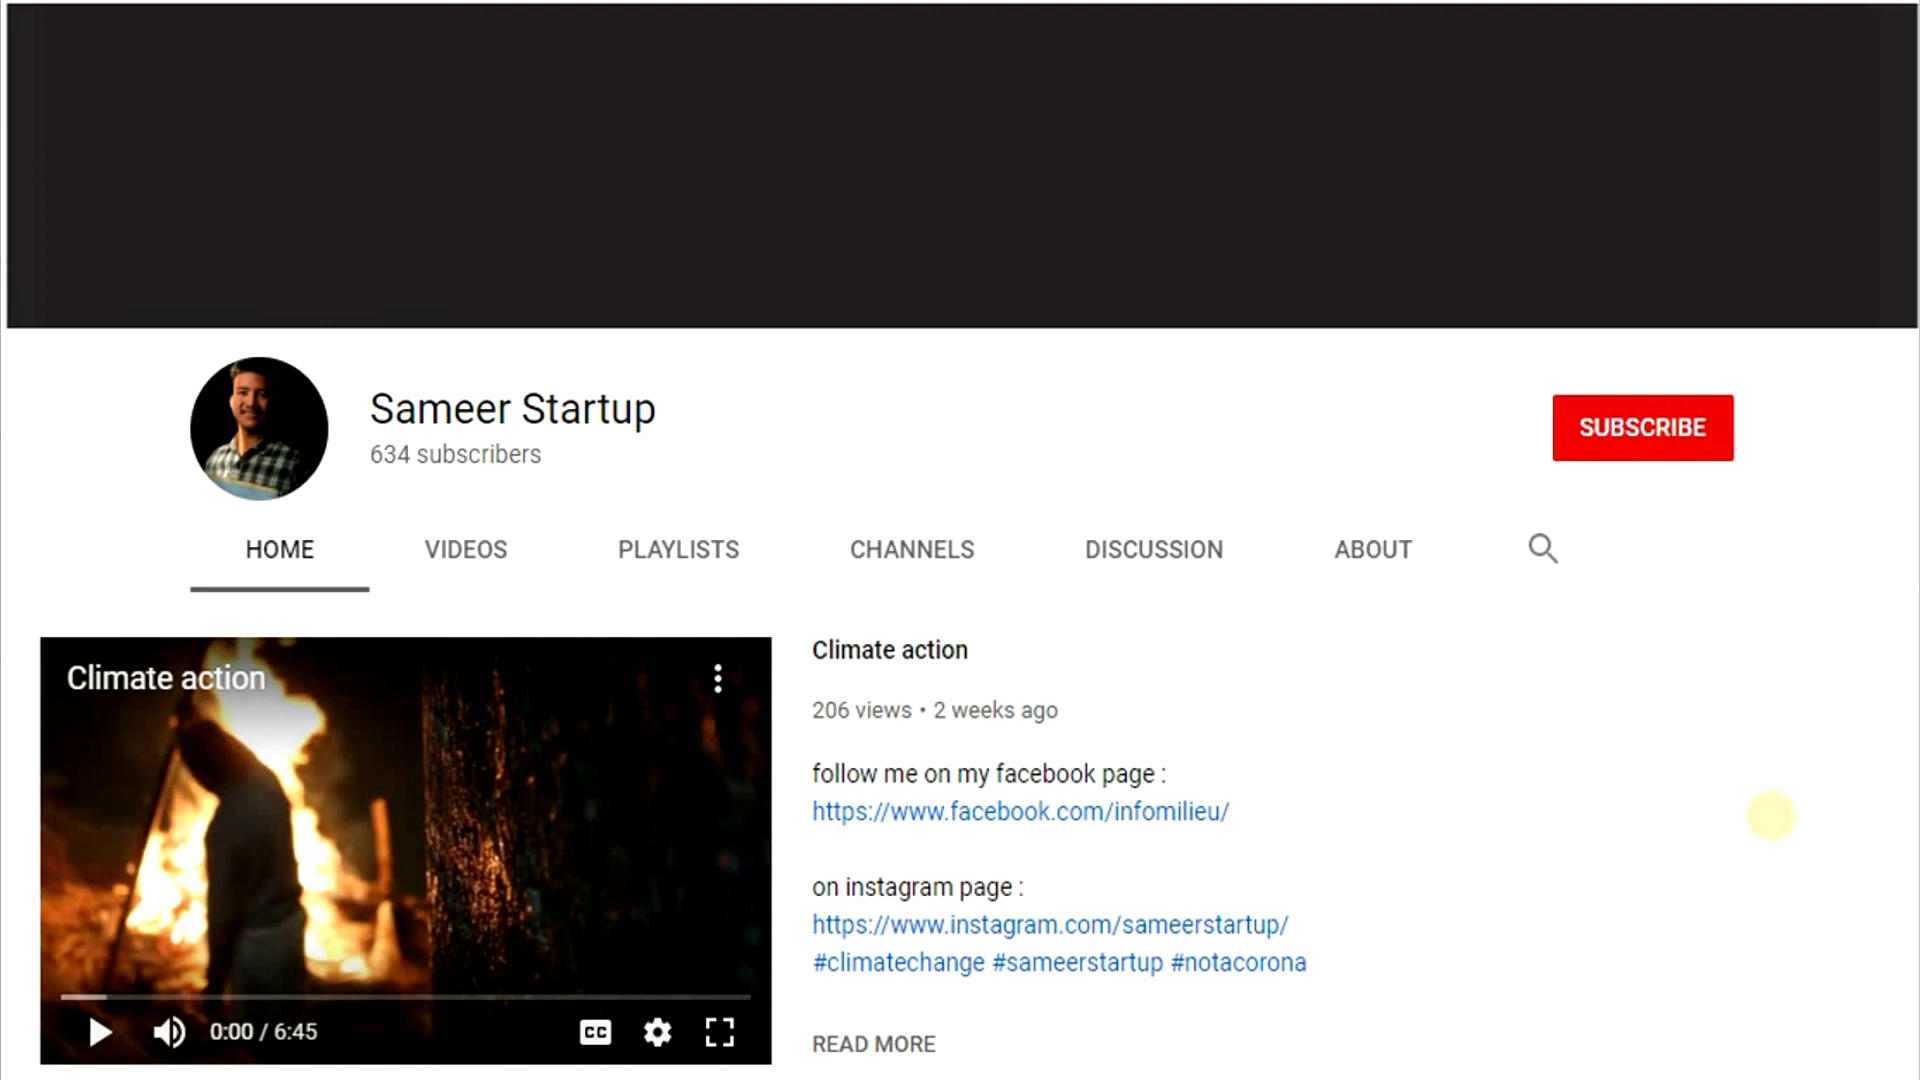 Sameer Startup
634 subscribers
SUBSCRIBE
HOME VIDEOS PLAYLISTS CHANNELS DISCUSSION ABOUT
Climate action
0:00 / 6:45
CC
Climate action
206 views • 2 weeks ago
follow me on my facebook page :
https://www.facebook.com/infomilieu/
on instagram page :
https://www.instagram.com/sameerstartup/
#climatechange #sameerstartup #notacorona
READ MORE